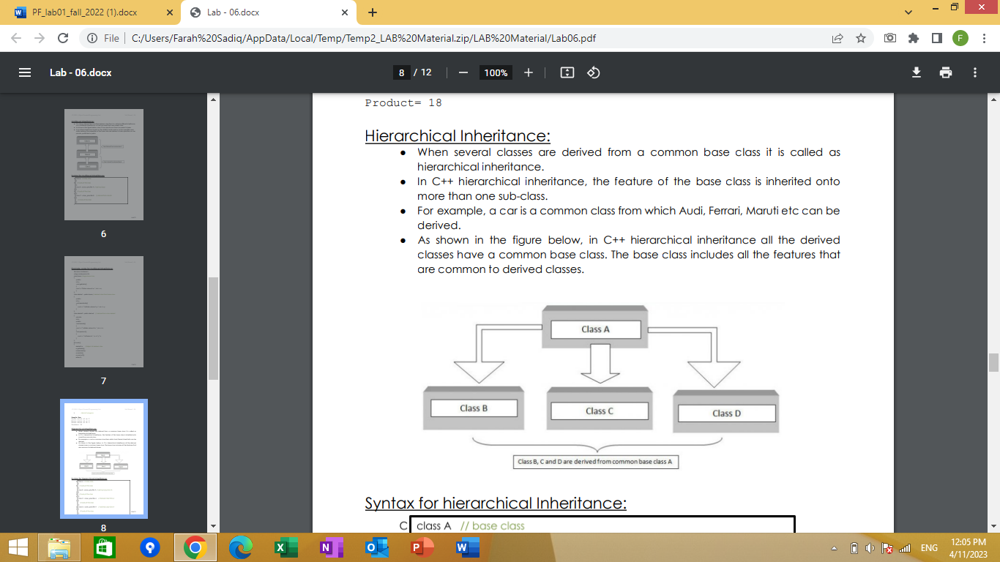 PF_lab01_fall_2022 (1).docx
Lab - 06.docx
File
C:/Users/Farah%20Sadiq/AppData/Local/Temp/Temp2_LAB%20Material.zip/LAB%20Material/Lab06.pdf
F
Lab - 06.docx
8 / 12
100%
6
7
8
Product= 18
Hierarchical Inheritance:
● When several classes are derived from a common base class it is called as
hierarchical inheritance.
● In C++ hierarchical inheritance, the feature of the base class is inherited onto
more than one sub-class.
● For example, a car is a common class from which Audi, Ferrari, Maruti etc can be
derived.
● As shown in the figure below, in C++ hierarchical inheritance all the derived
classes have a common base class. The base class includes all the features that
are common to derived classes.
Class A
Class B
Class C
Class D
Class B, C and D are derived from common base class A
Syntax for hierarchical Inheritance:
C
class A // base class
ENG
12:05 PM
4/11/2023